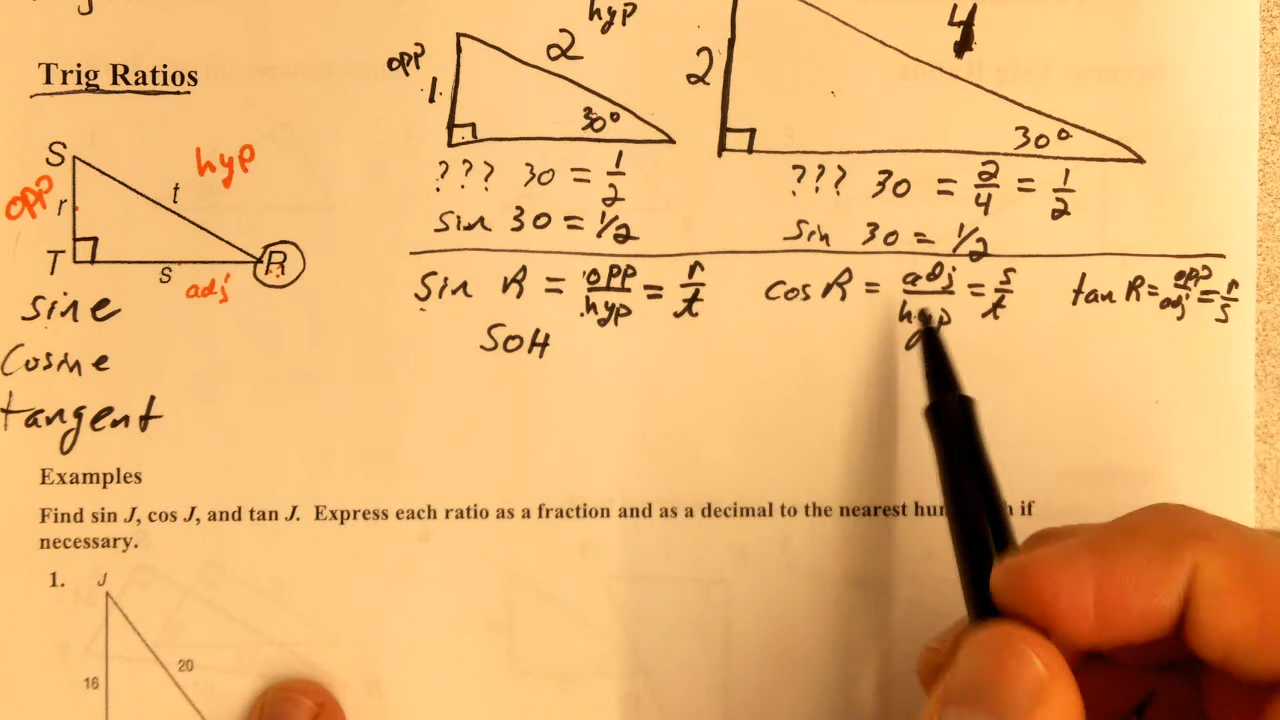 hyp
4
opp
2
2
Trig Ratios
1
30°
30°
S
hyp
??? 30 = 1/2
??? 30 = 2/4 = 1/2
opp
r
t
sin 30 = 1/2
sin 30 = 1/2
T
s
adj
R
sin R = opp/hyp = r/t
cos R = adj/hyp = s/t
tan R = opp/adj = r/s
sine
SOH
Cosine
tangent
Examples
Find sin J, cos J, and tan J. Express each ratio as a fraction and as a decimal to the nearest if
necessary.
1.
J
20
16